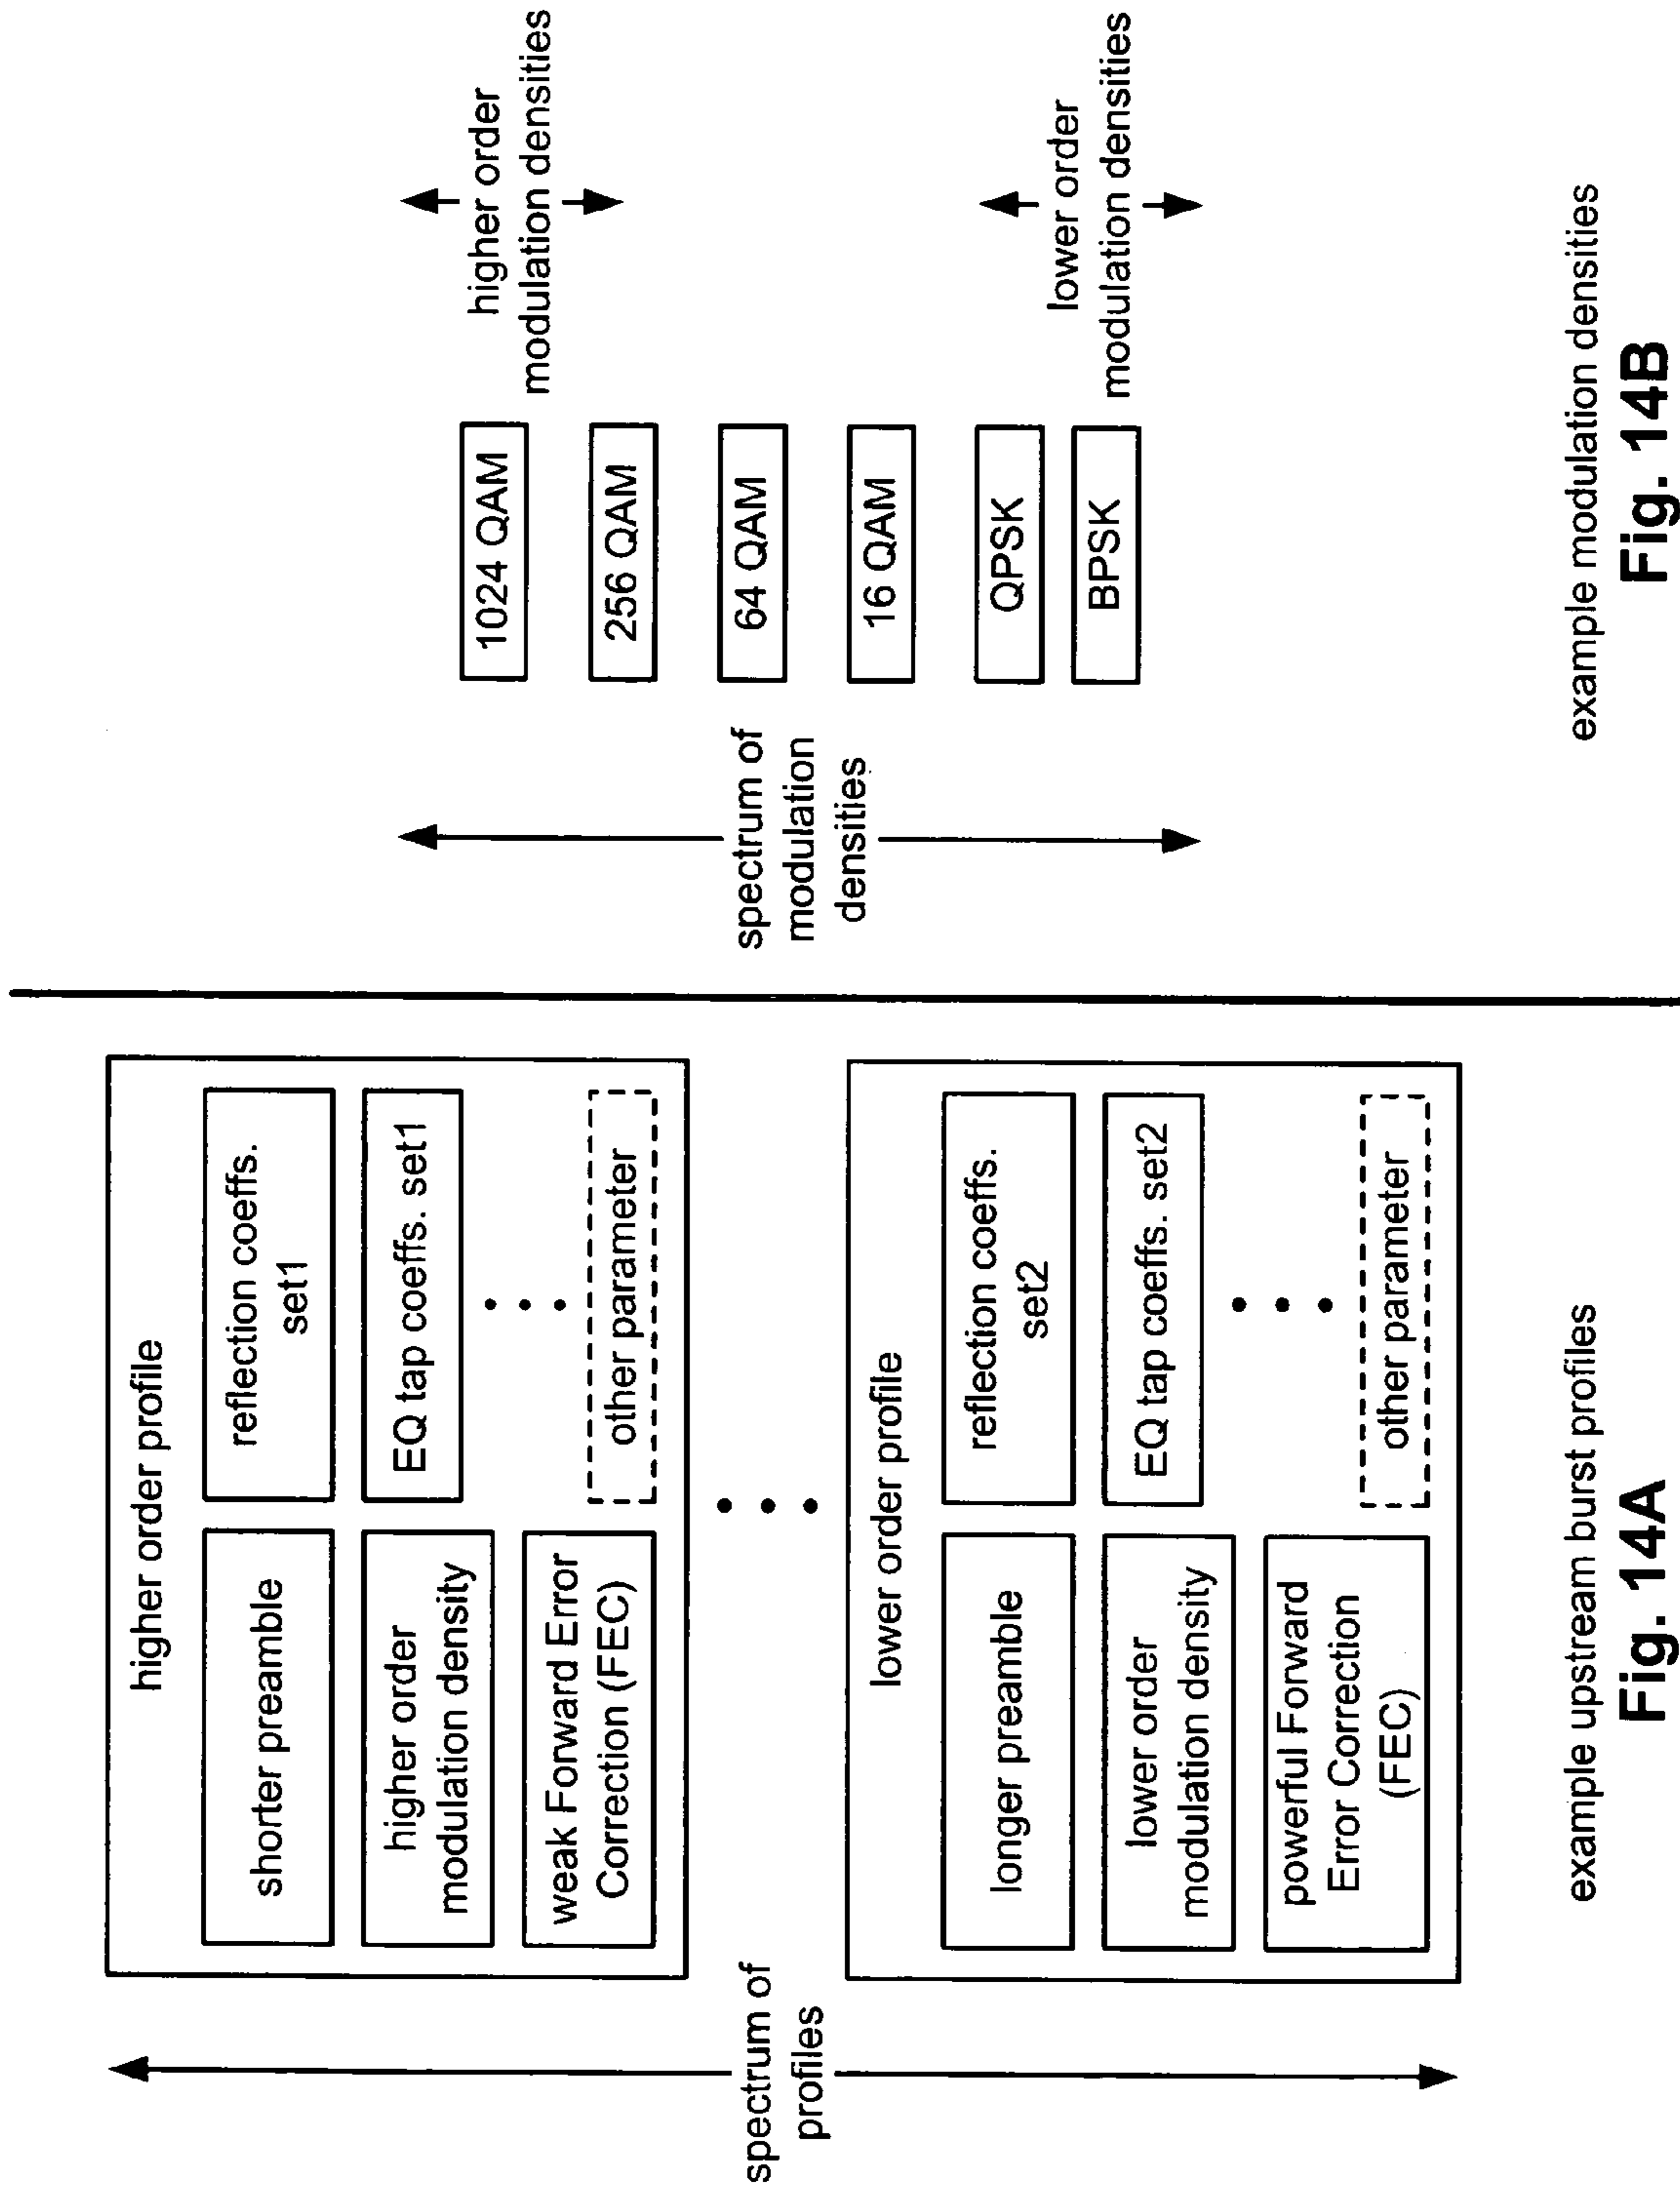 spectrum of
profiles
higher order profile
shorter preamble
higher order
modulation density
weak Forward Error
Correction (FEC)
reflection coeffs.
set1
EQ tap coeffs. set1
other parameter
lower order profile
longer preamble
lower order
modulation density
powerful Forward
Error Correction
(FEC)
reflection coeffs.
set2
EQ tap coeffs. set2
other parameter
example upstream burst profiles
Fig. 14A
spectrum of
modulation
densities
1024 QAM
256 QAM
64 QAM
16 QAM
QPSK
BPSK
higher order
modulation densities
lower order
modulation densities
example modulation densities
Fig. 14B